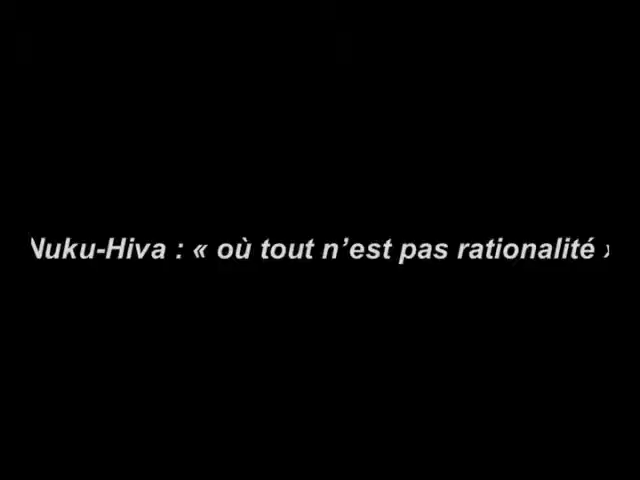 Nuku-Hiva : « où tout n’est pas rationalité »